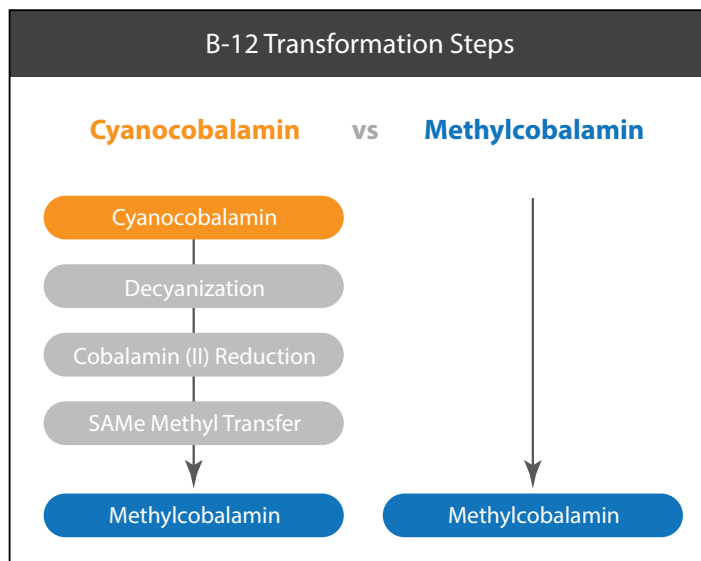 B-12 Transformation Steps
Cyanocobalamin vs Methylcobalamin
Cyanocobalamin
Decyanization
Cobalamin (II) Reduction
SAMe Methyl Transfer
Methylcobalamin
Methylcobalamin